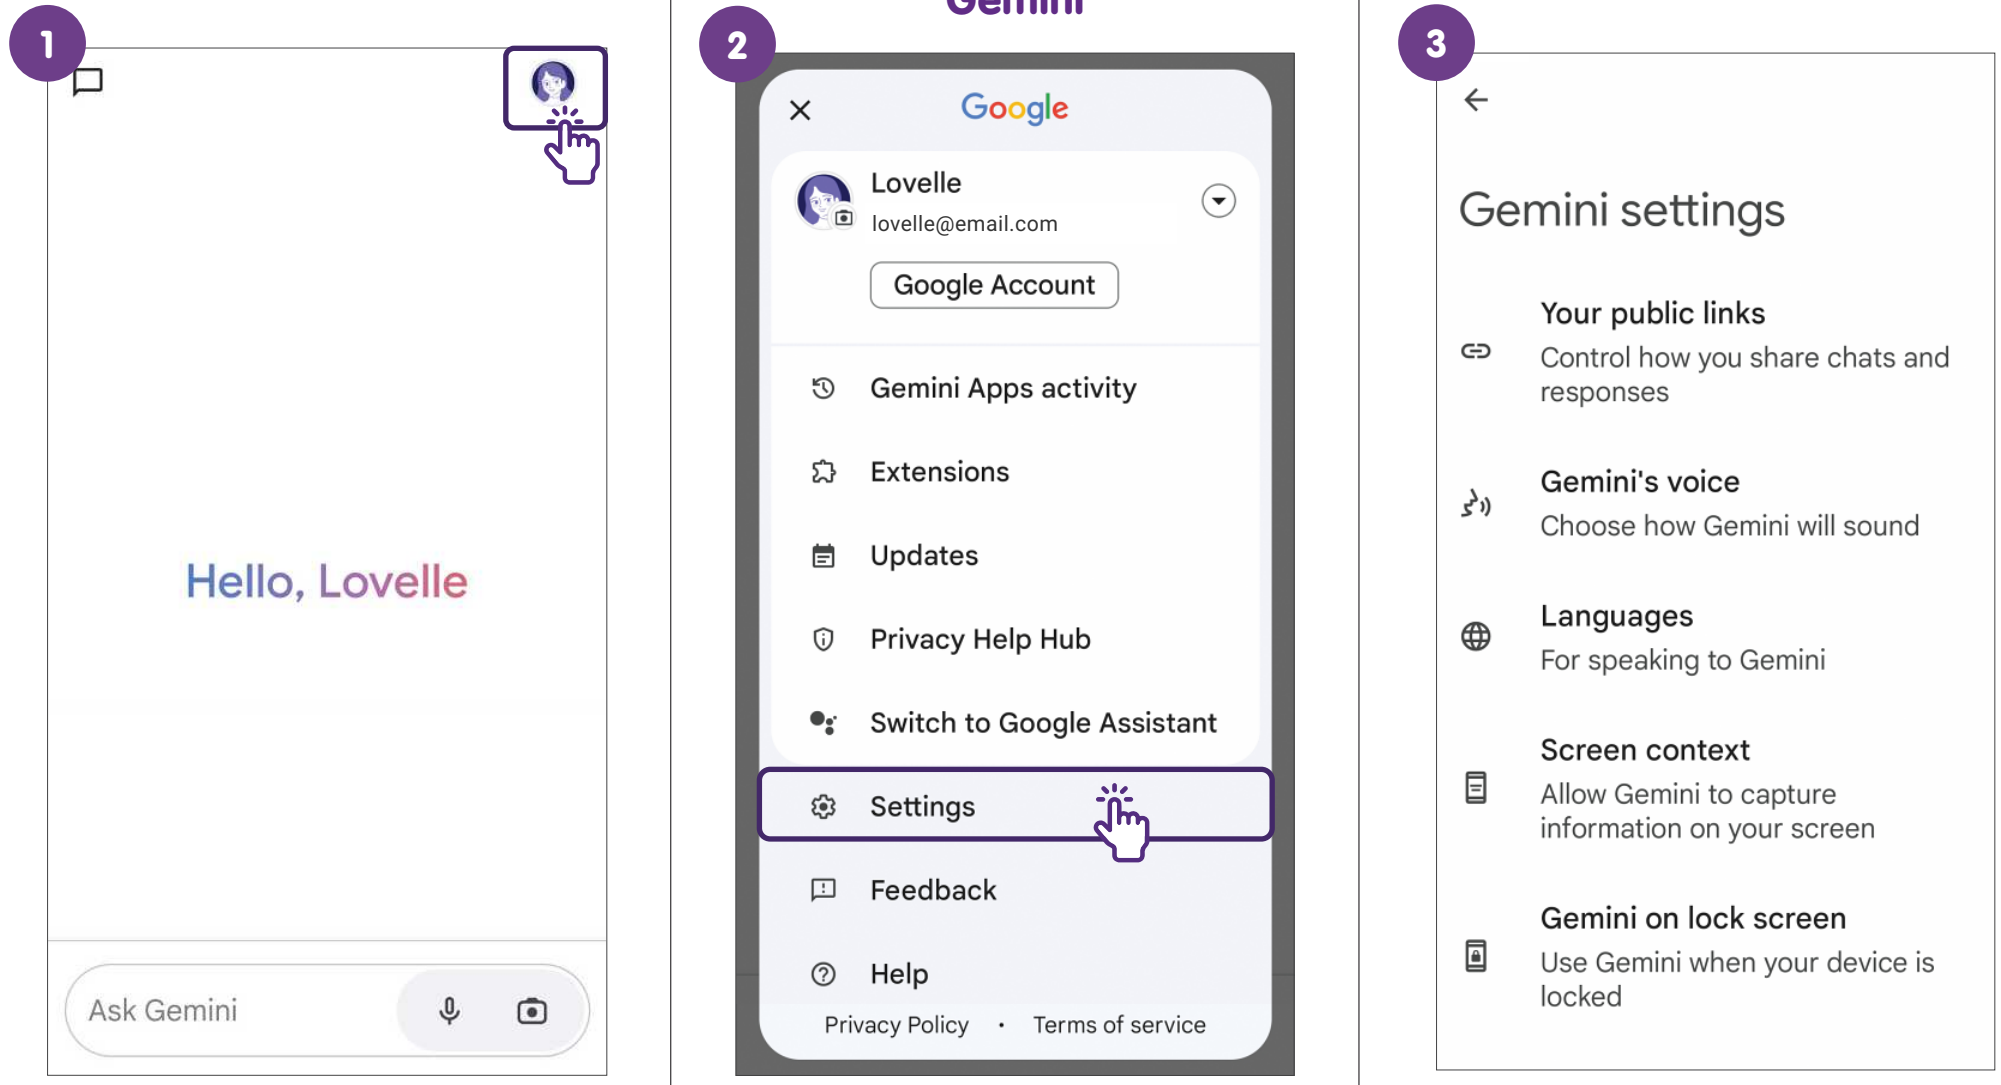 1
Hello, Lovelle
Ask Gemini
Gemini
2
Google
Lovelle
lovelle@email.com
Google Account
Gemini Apps activity
Extensions
Updates
Privacy Help Hub
Switch to Google Assistant
Settings
Feedback
Help
Privacy Policy • Terms of service
3
Gemini settings
Your public links
Control how you share chats and
responses
Gemini's voice
Choose how Gemini will sound
Languages
For speaking to Gemini
Screen context
Allow Gemini to capture
information on your screen
Gemini on lock screen
Use Gemini when your device is
locked